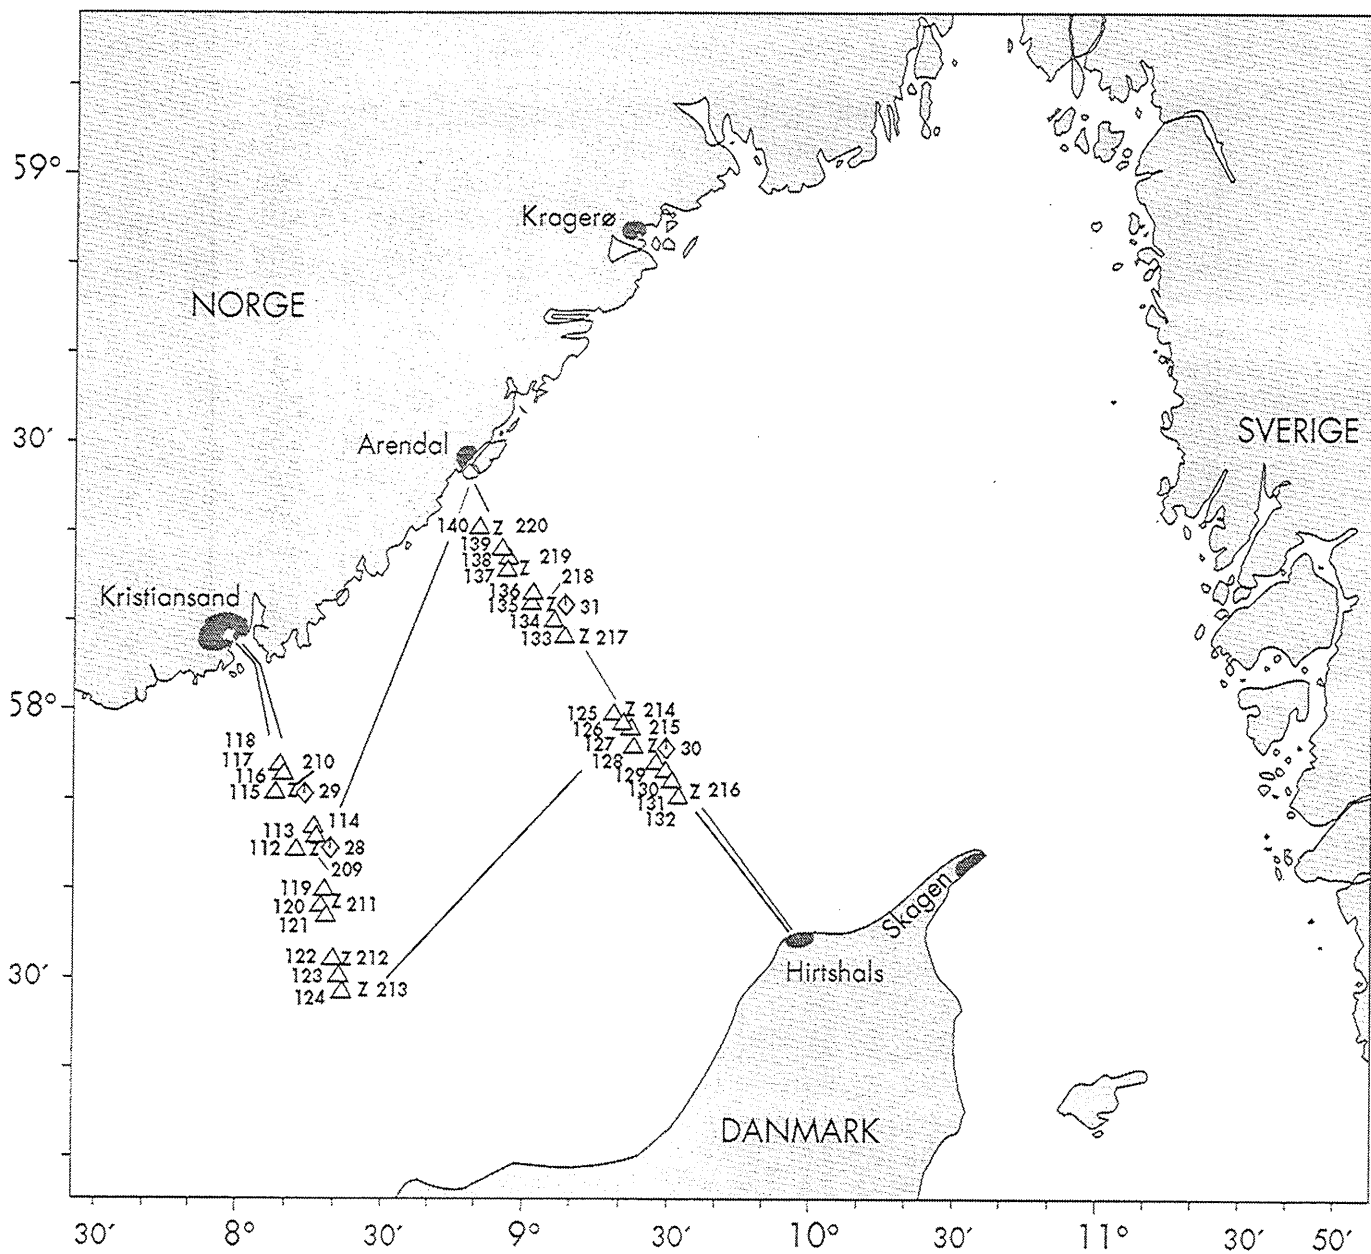 59°
Kragerø
NORGE
30′
Arendal
SVERIGE
140 Z 220
139
138 219
137 Z
218
136
135 Z 31
134
133 Z 217
Kristiansand
58°
125 Z 214
126 215
127 Z 30
128
129
130 Z 216
131
132
118
117 210
116
115 Z 29
114
113
112 Z 28
209
119
120 Z 211
121
122 Z 212
123
124 Z 213
Skagen
30′
Hirtshals
DANMARK
30′ 8° 30′ 9° 30′ 10° 30′ 11° 30′ 50′